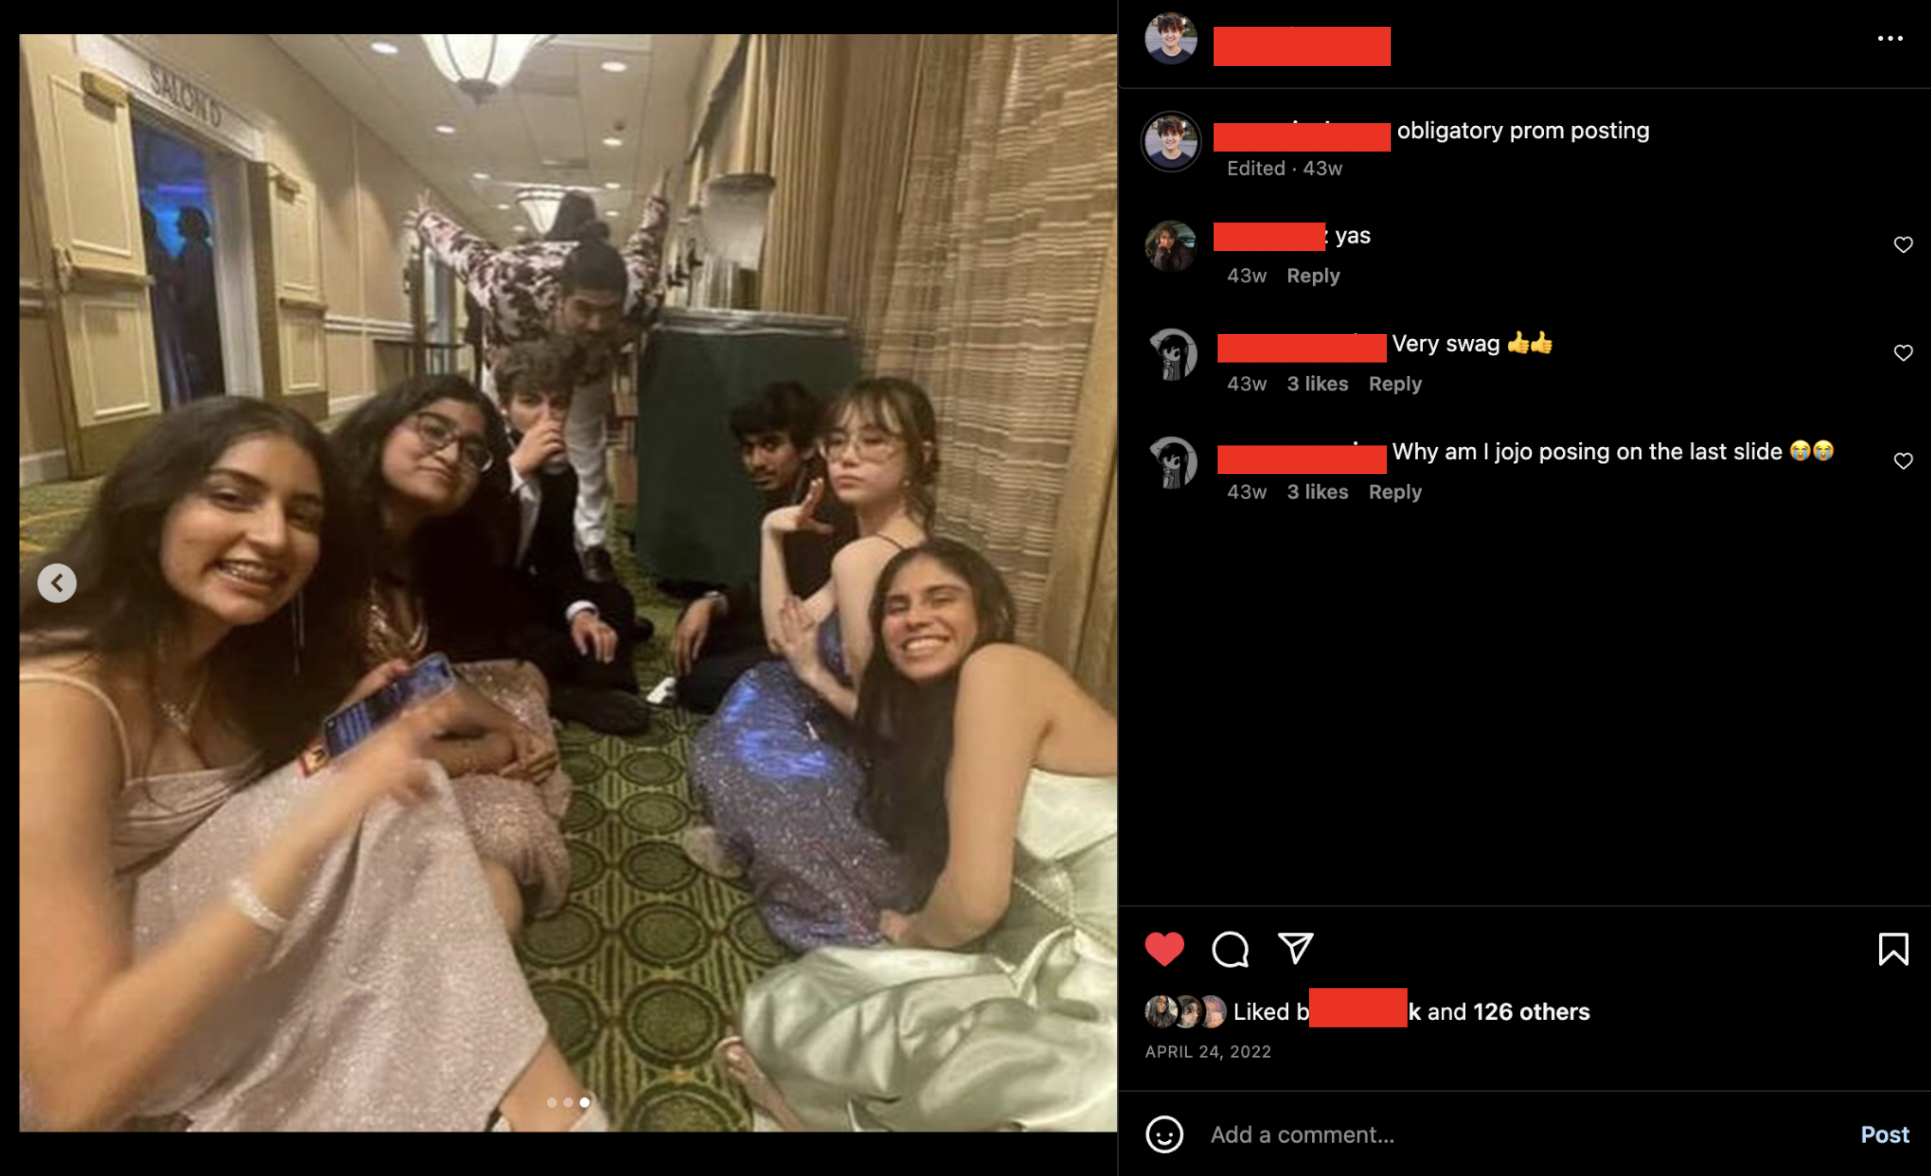 SALON D
obligatory prom posting
Edited · 43w
yas
43w Reply
Very swag 👍👍
43w 3 likes Reply
Why am I jojo posing on the last slide 😭😭
43w 3 likes Reply
Liked b k and 126 others
APRIL 24, 2022
Add a comment... Post